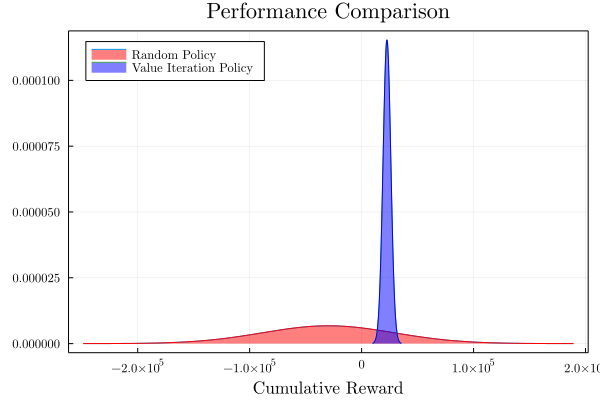 Performance Comparison
Random Policy
Value Iteration Policy
0.000100
0.000075
0.000050
0.000025
0.000000
−2.0×10⁵ −1.0×10⁵ 0 1.0×10⁵ 2.0×10
Cumulative Reward